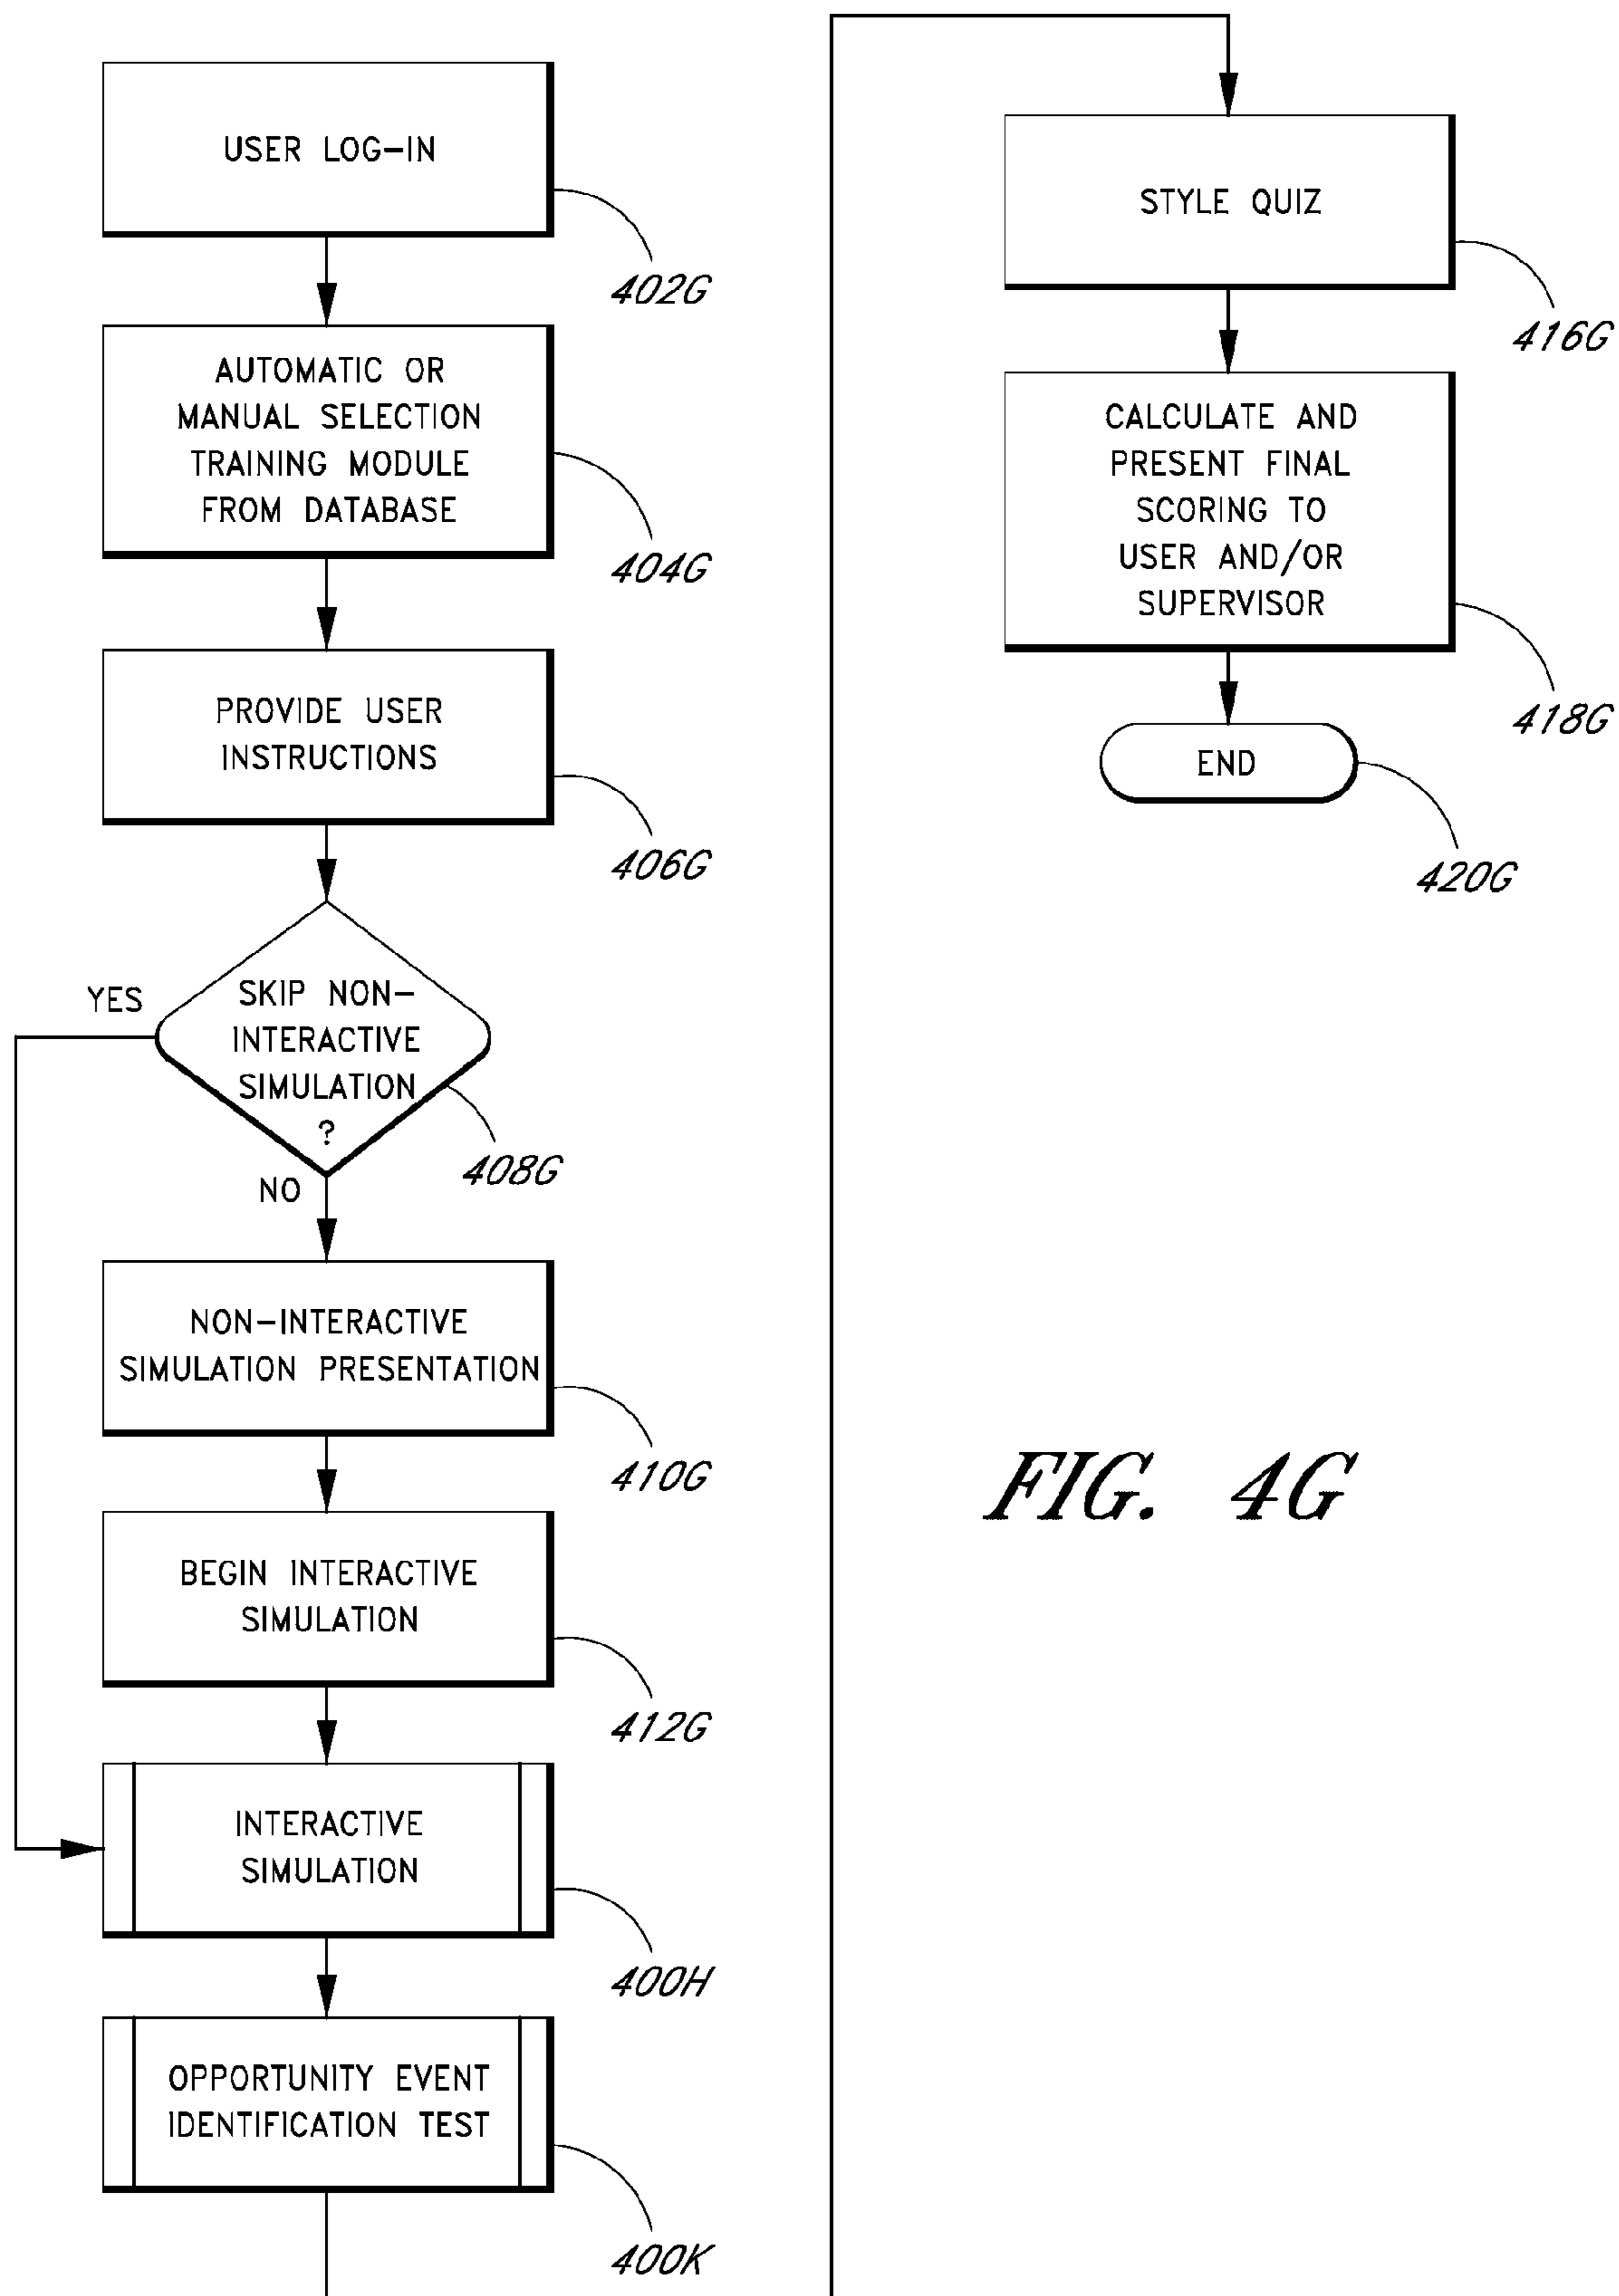 USER LOG-IN
402G
AUTOMATIC OR
MANUAL SELECTION
TRAINING MODULE
FROM DATABASE
404G
PROVIDE USER
INSTRUCTIONS
406G
YES
SKIP NON-
INTERACTIVE
SIMULATION
?
408G
NO
NON-INTERACTIVE
SIMULATION PRESENTATION
410G
BEGIN INTERACTIVE
SIMULATION
412G
INTERACTIVE
SIMULATION
400H
OPPORTUNITY EVENT
IDENTIFICATION TEST
400K
STYLE QUIZ
416G
CALCULATE AND
PRESENT FINAL
SCORING TO
USER AND/OR
SUPERVISOR
418G
END
420G
FIG. 4G